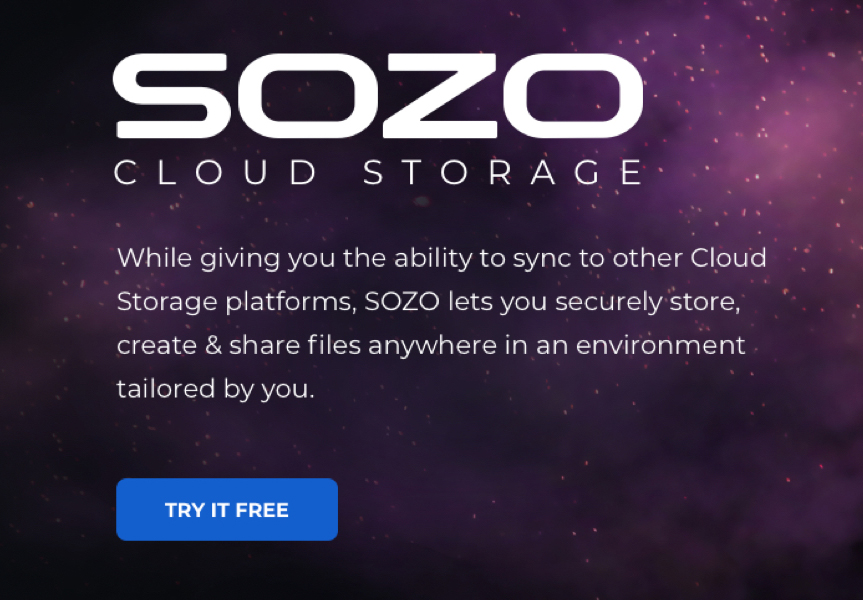 SOZO
CLOUD STORAGE
While giving you the ability to sync to other Cloud
Storage platforms, SOZO lets you securely store,
create & share files anywhere in an environment
tailored by you.
TRY IT FREE